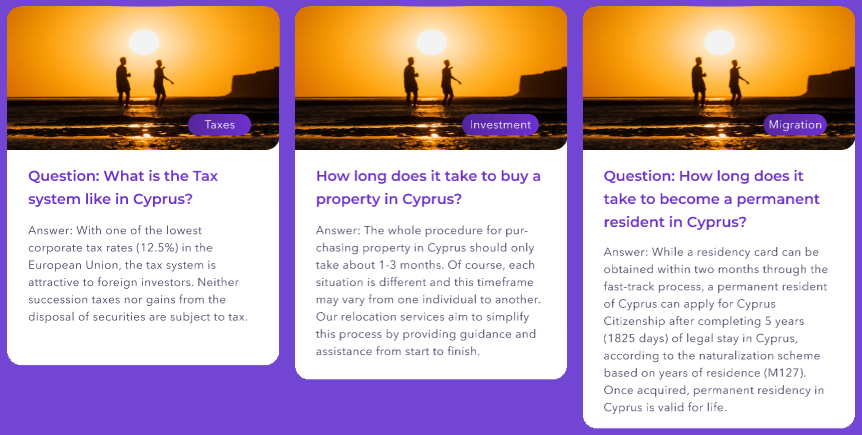 Taxes
Question: What is the Tax
system like in Cyprus?
Answer: With one of the lowest
corporate tax rates (12.5%) in the
European Union, the tax system is
attractive to foreign investors. Neither
succession taxes nor gains from the
disposal of securities are subject to tax.
Investment
How long does it take to buy a
property in Cyprus?
Answer: The whole procedure for pur-
chasing property in Cyprus should only
take about 1-3 months. Of course, each
situation is different and this timeframe
may vary from one individual to another.
Our relocation services aim to simplify
this process by providing guidance and
assistance from start to finish.
Migration
Question: How long does it
take to become a permanent
resident in Cyprus?
Answer: While a residency card can be
obtained within two months through the
fast-track process, a permanent resident
of Cyprus can apply for Cyprus
Citizenship after completing 5 years
(1825 days) of legal stay in Cyprus,
according to the naturalization scheme
based on years of residence (M127).
Once acquired, permanent residency in
Cyprus is valid for life.